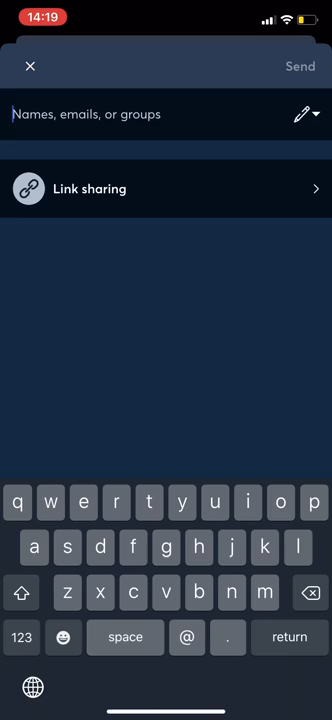 14:19
Send
Names, emails, or groups
Link sharing
q w e r t y u i o p
a s d f g h j k l
z x c v b n m
123 space @ . return